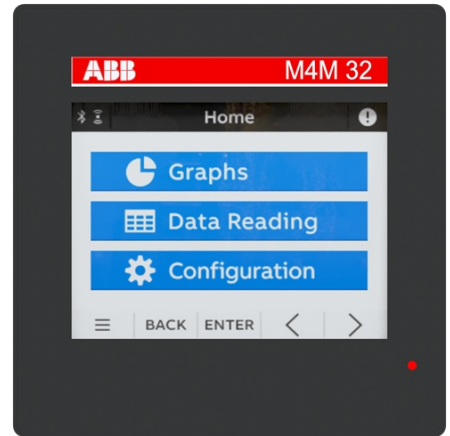 ABB M4M 32
Home
Graphs
Data Reading
Configuration
BACK ENTER